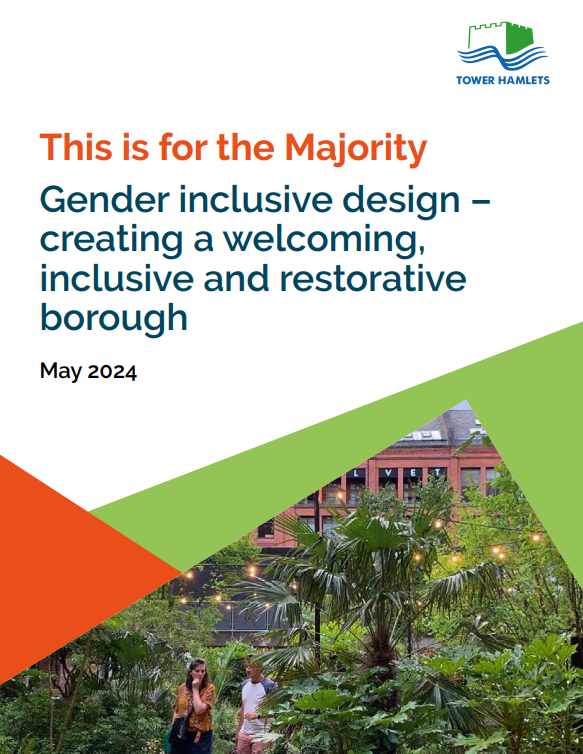 TOWER HAMLETS
This is for the Majority
Gender inclusive design –
creating a welcoming,
inclusive and restorative
borough
May 2024
L V E T